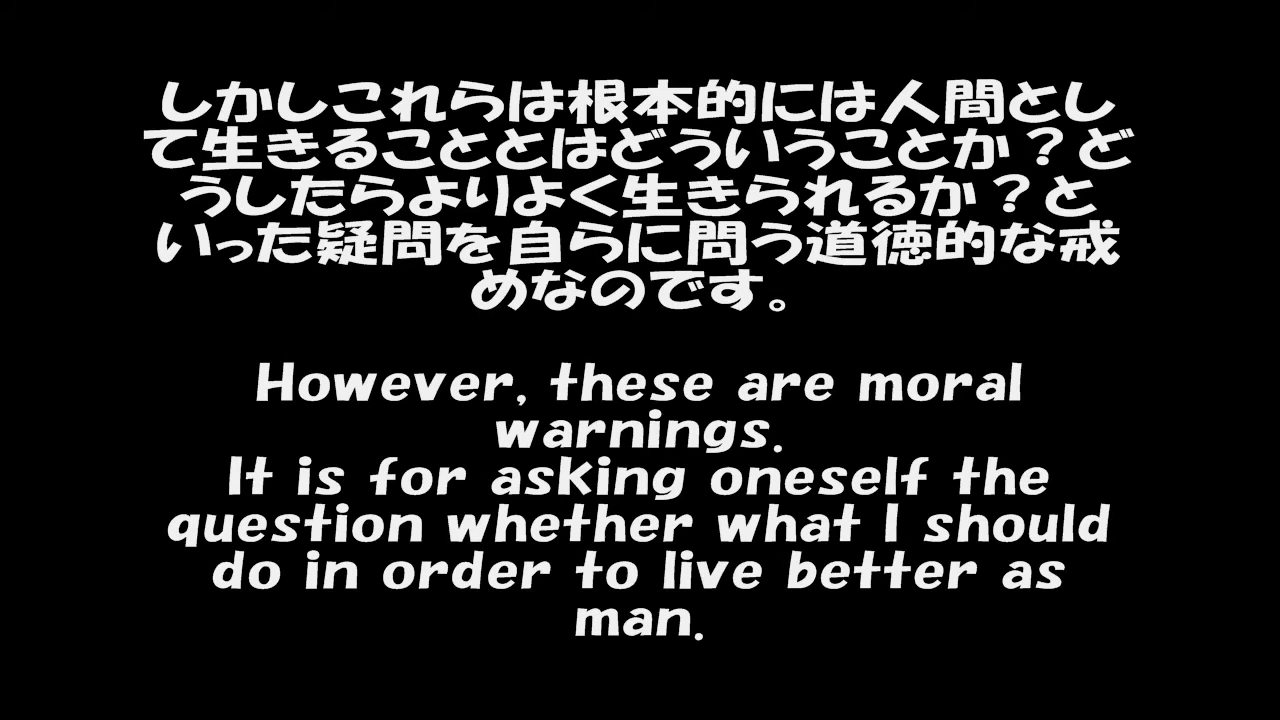 しかしこれらは根本的には人間とし
て生きることとはどういうことか？ど
うしたらよりよく生きられるか？と
いった疑問を自らに問う道徳的な戒
めなのです。
However, these are moral
warnings.
It is for asking oneself the
question whether what I should
do in order to live better as
man.